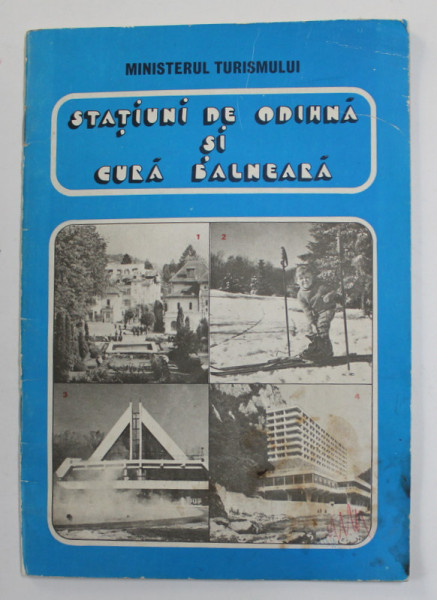 MINISTERUL TURISMULUI
STAȚIUNI DE ODIHNĂ
ȘI
CURĂ BALNEARĂ
1
2
3
4